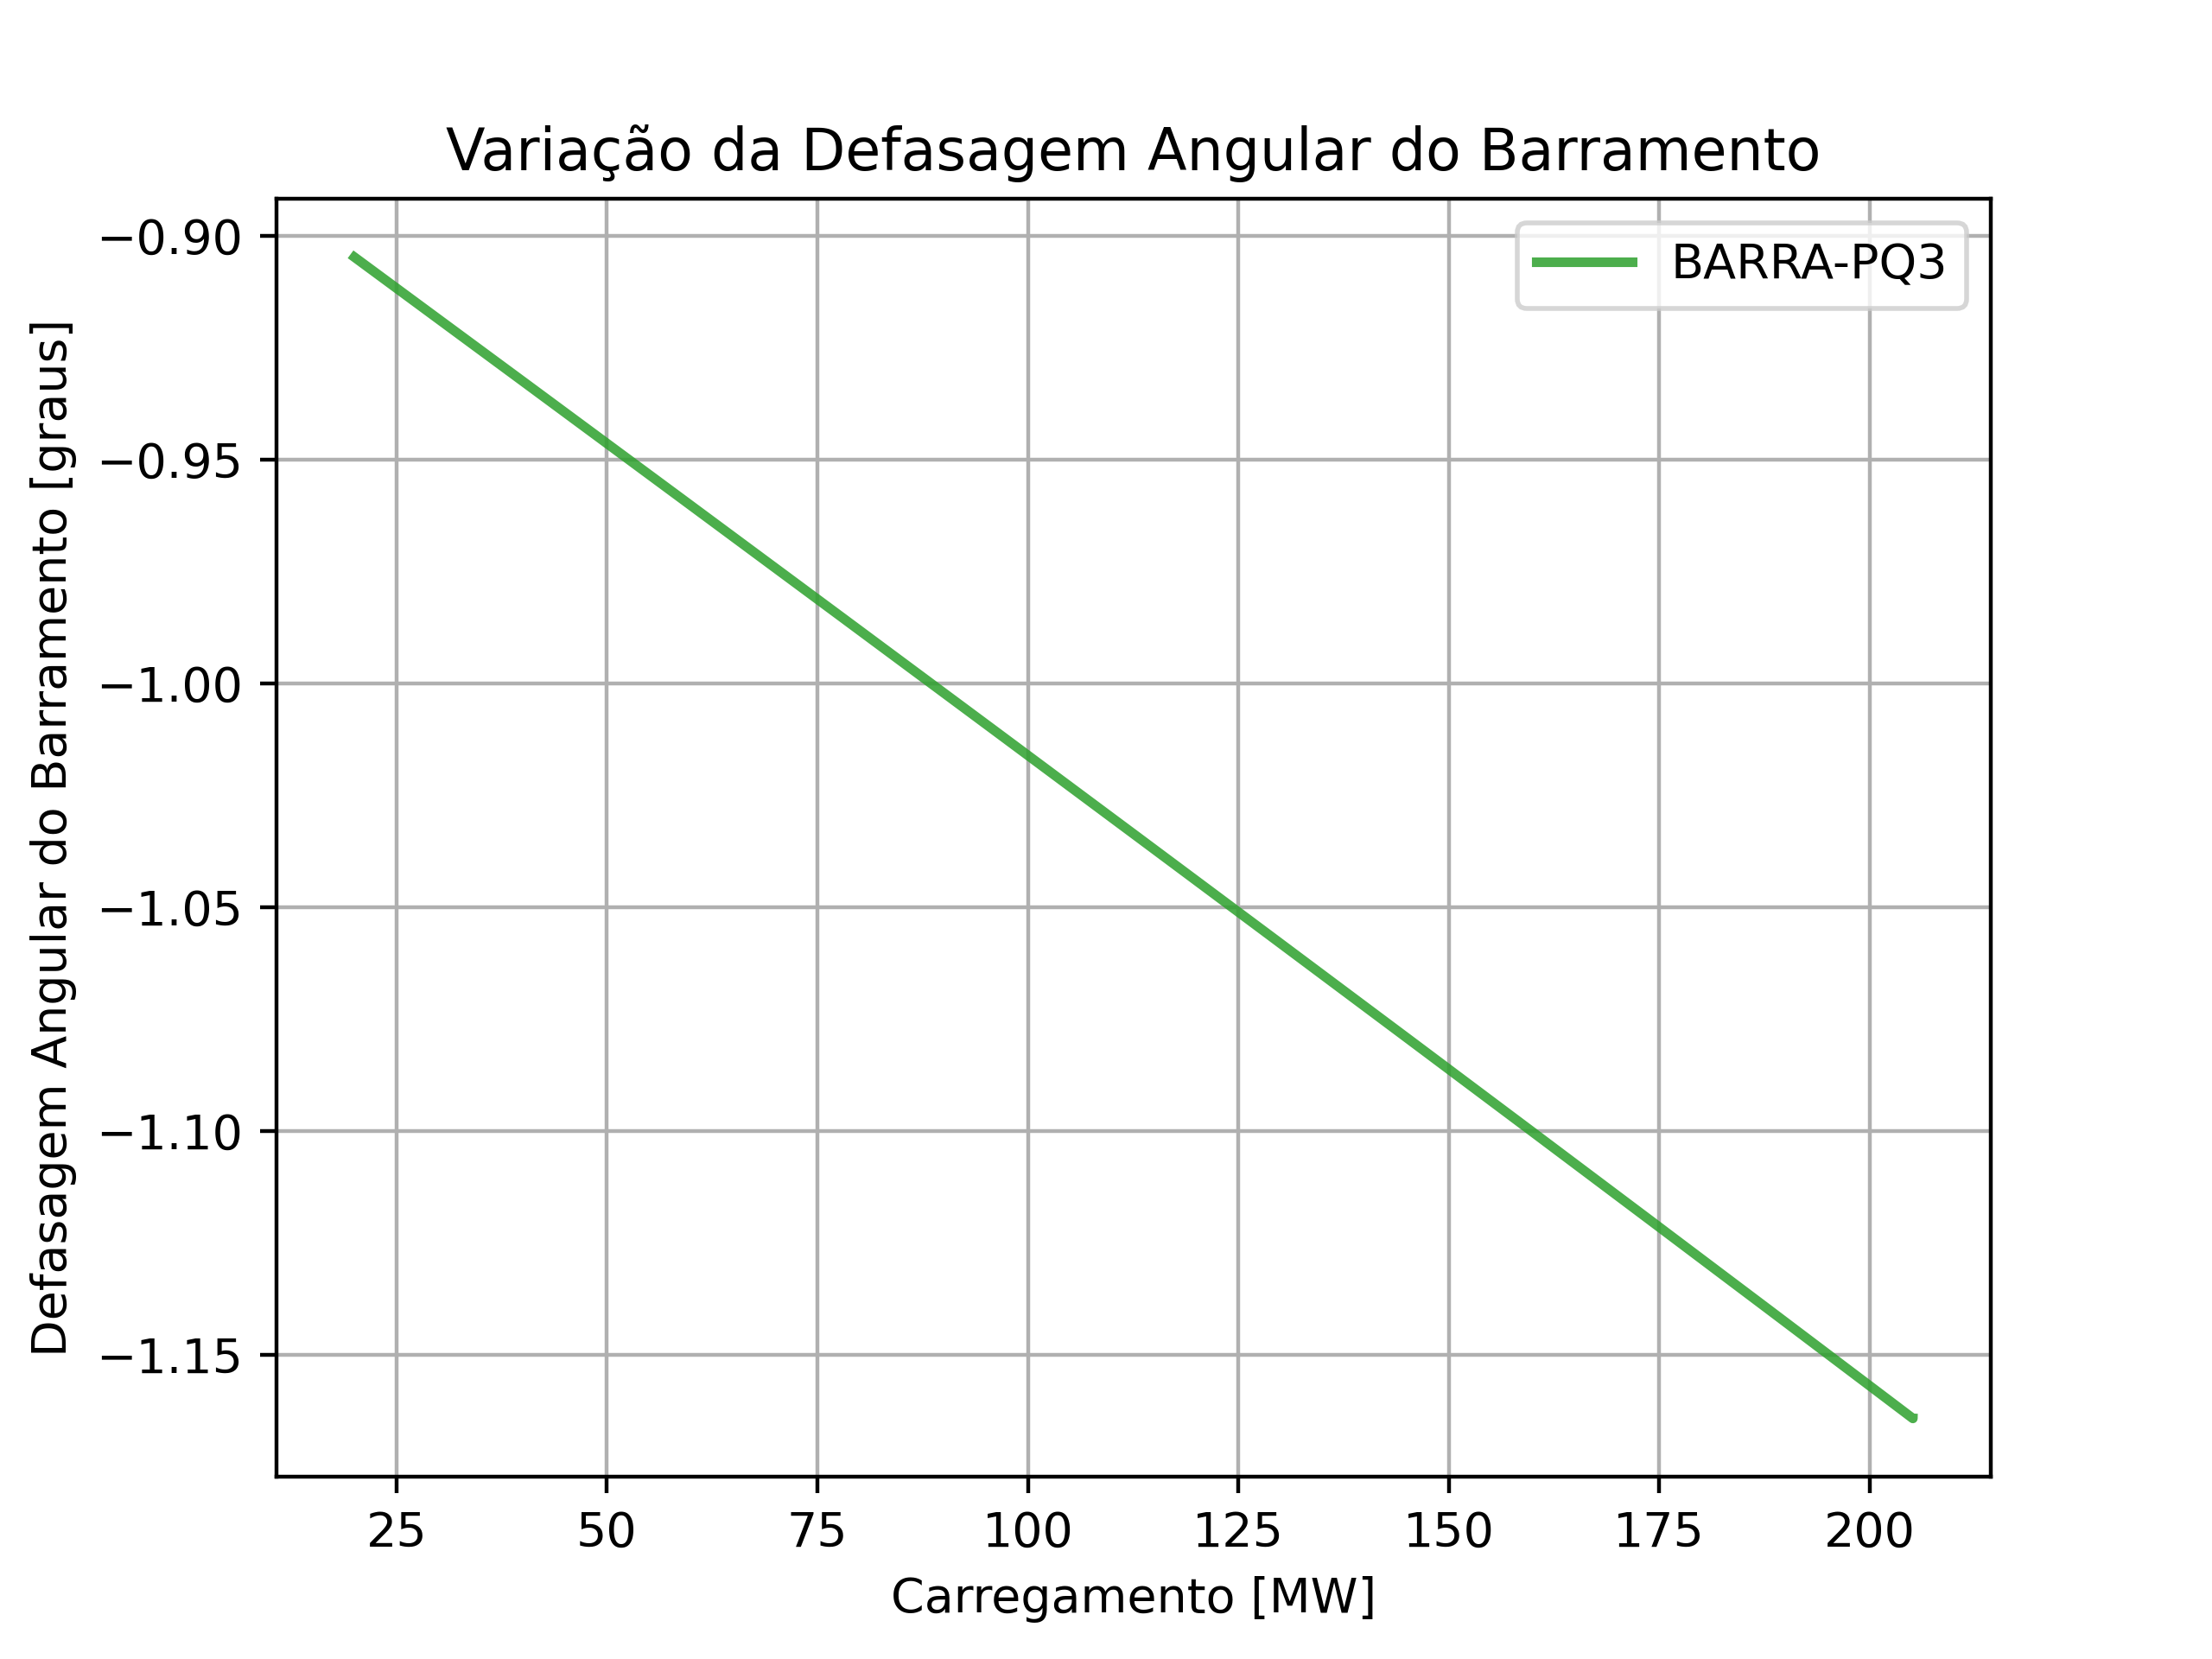 Variação da Defasagem Angular do Barramento
BARRA-PQ3
Defasagem Angular do Barramento [graus]
−0.90
−0.95
−1.00
−1.05
−1.10
−1.15
25 50 75 100 125 150 175 200
Carregamento [MW]